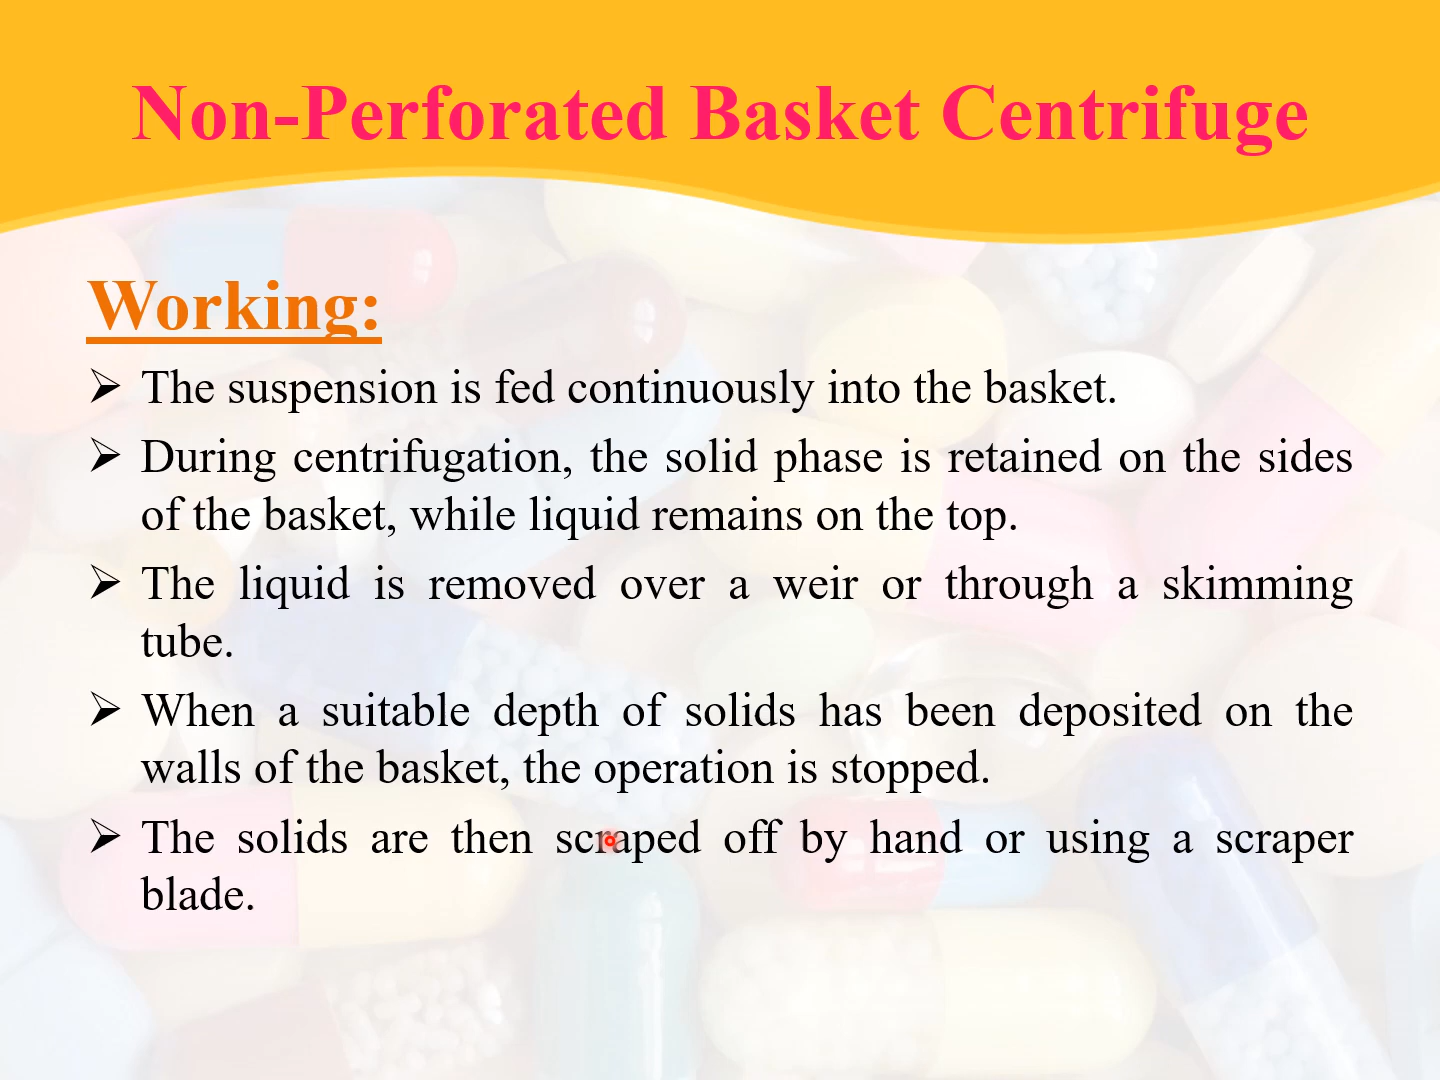 Non-Perforated Basket Centrifuge
Working:
➢ The suspension is fed continuously into the basket.
➢ During centrifugation, the solid phase is retained on the sides
of the basket, while liquid remains on the top.
➢ The liquid is removed over a weir or through a skimming
tube.
➢ When a suitable depth of solids has been deposited on the
walls of the basket, the operation is stopped.
➢ The solids are then scraped off by hand or using a scraper
blade.